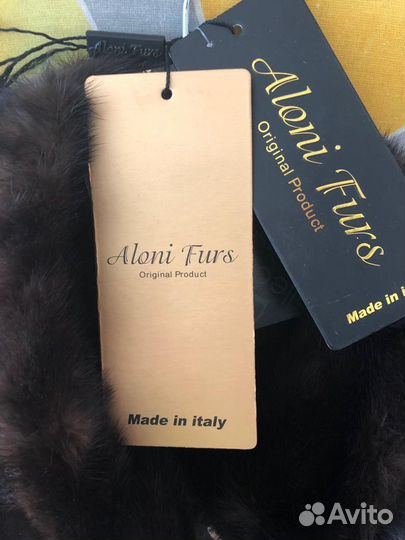 Aloni Furs
Aloni Furs
Original Product
Made in italy
Aloni Furs
Original Product
Made in i
Avito